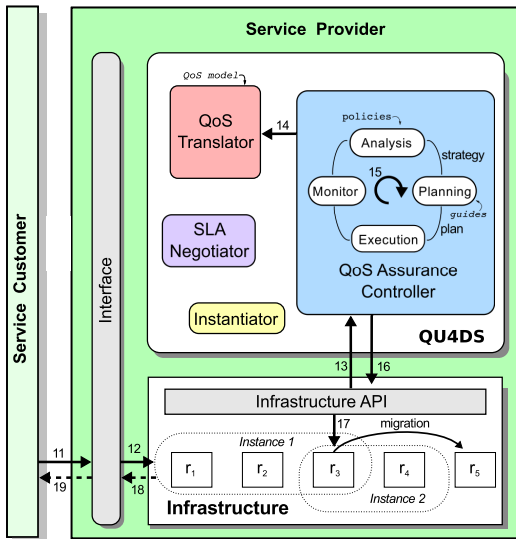 Service Provider
Service Customer
Interface
QoS model
QoS
Translator
14
policies
Analysis
strategy
15
Monitor
Planning
guides
plan
Execution
QoS Assurance
Controller
SLA
Negotiator
Instantiator
QU4DS
13
16
Infrastructure API
17
migration
Instance 1
11
12
r1
r2
r3
r4
r5
19
18
Instance 2
Infrastructure